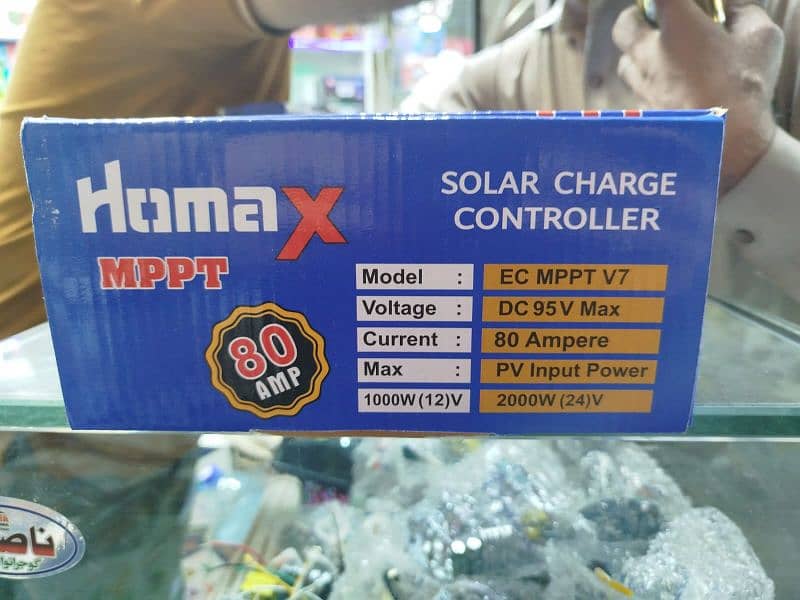 Homax
MPPT
80
AMP
SOLAR CHARGE
CONTROLLER
Model : EC MPPT V7
Voltage : DC 95V Max
Current : 80 Ampere
Max : PV Input Power
1000W (12)V 2000W (24)V